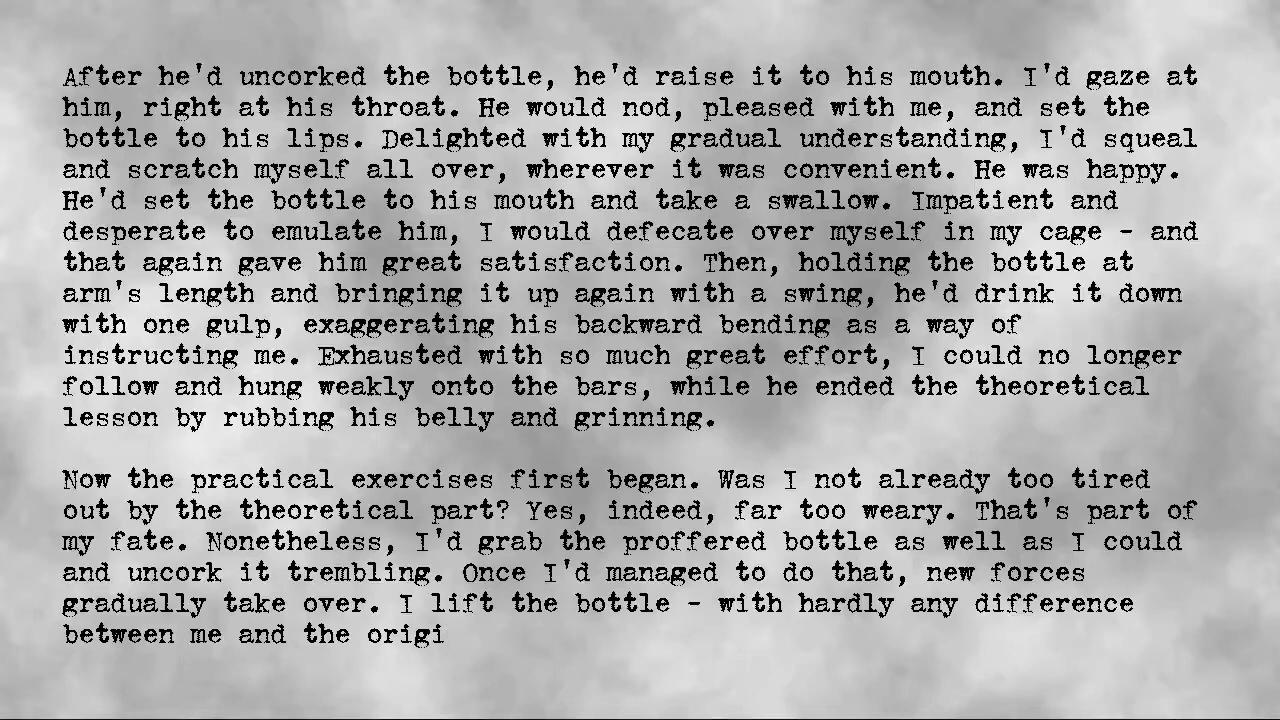 After he'd uncorked the bottle, he'd raise it to his mouth. I'd gaze at
him, right at his throat. He would nod, pleased with me, and set the
bottle to his lips. Delighted with my gradual understanding, I'd squeal
and scratch myself all over, wherever it was convenient. He was happy.
He'd set the bottle to his mouth and take a swallow. Impatient and
desperate to emulate him, I would defecate over myself in my cage - and
that again gave him great satisfaction. Then, holding the bottle at
arm's length and bringing it up again with a swing, he'd drink it down
with one gulp, exaggerating his backward bending as a way of
instructing me. Exhausted with so much great effort, I could no longer
follow and hung weakly onto the bars, while he ended the theoretical
lesson by rubbing his belly and grinning.

Now the practical exercises first began. Was I not already too tired
out by the theoretical part? Yes, indeed, far too weary. That's part of
my fate. Nonetheless, I'd grab the proffered bottle as well as I could
and uncork it trembling. Once I'd managed to do that, new forces
gradually take over. I lift the bottle - with hardly any difference
between me and the origi